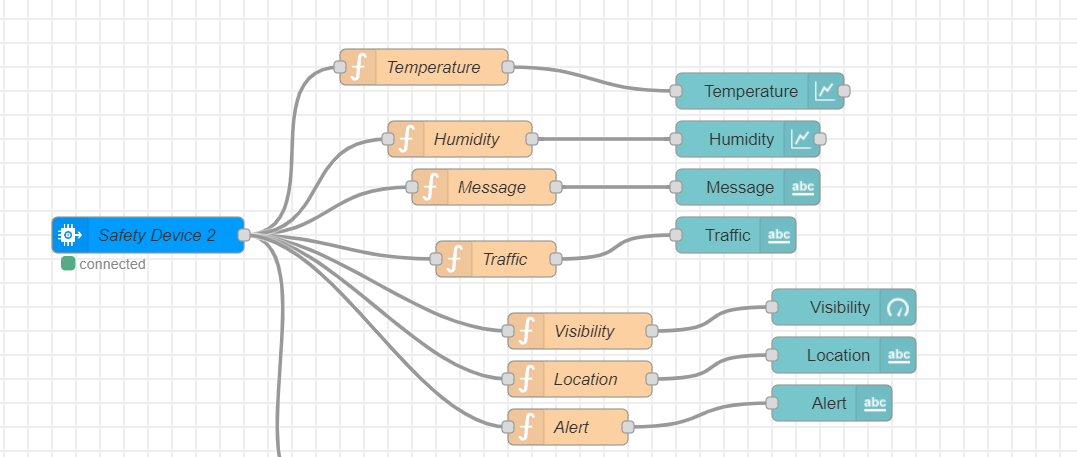 Temperature
Temperature
Humidity
Humidity
Message
Message
abc
Safety Device 2
connected
Traffic
abc
Traffic
Visibility
Visibility
Location
abc
Location
Alert
abc
Alert